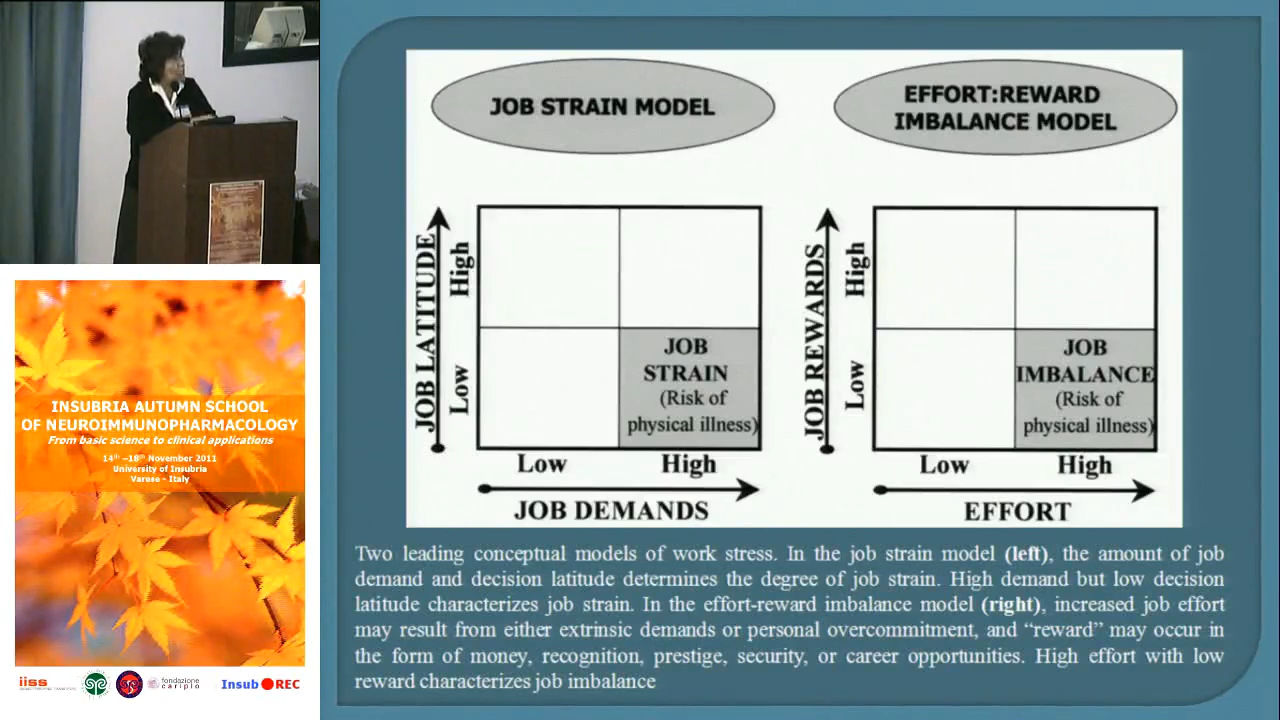 JOB STRAIN MODEL
EFFORT:REWARD
IMBALANCE MODEL
JOB LATITUDE
High
Low
JOB
STRAIN
(Risk of
physical illness)
Low
High
JOB DEMANDS
JOB REWARDS
High
Low
JOB
IMBALANCE
(Risk of
physical illness)
Low
High
EFFORT
Two leading conceptual models of work stress. In the job strain model (left), the amount of job
demand and decision latitude determines the degree of job strain. High demand but low decision
latitude characterizes job strain. In the effort-reward imbalance model (right), increased job effort
may result from either extrinsic demands or personal overcommitment, and “reward” may occur in
the form of money, recognition, prestige, security, or career opportunities. High effort with low
reward characterizes job imbalance
INSUBRIA AUTUMN SCHOOL
OF NEUROIMMUNOPHARMACOLOGY
From basic science to clinical applications
14th –18th November 2011
University of Insubria
Varese - Italy
iiss
fondazione
cariplo
Insub REC